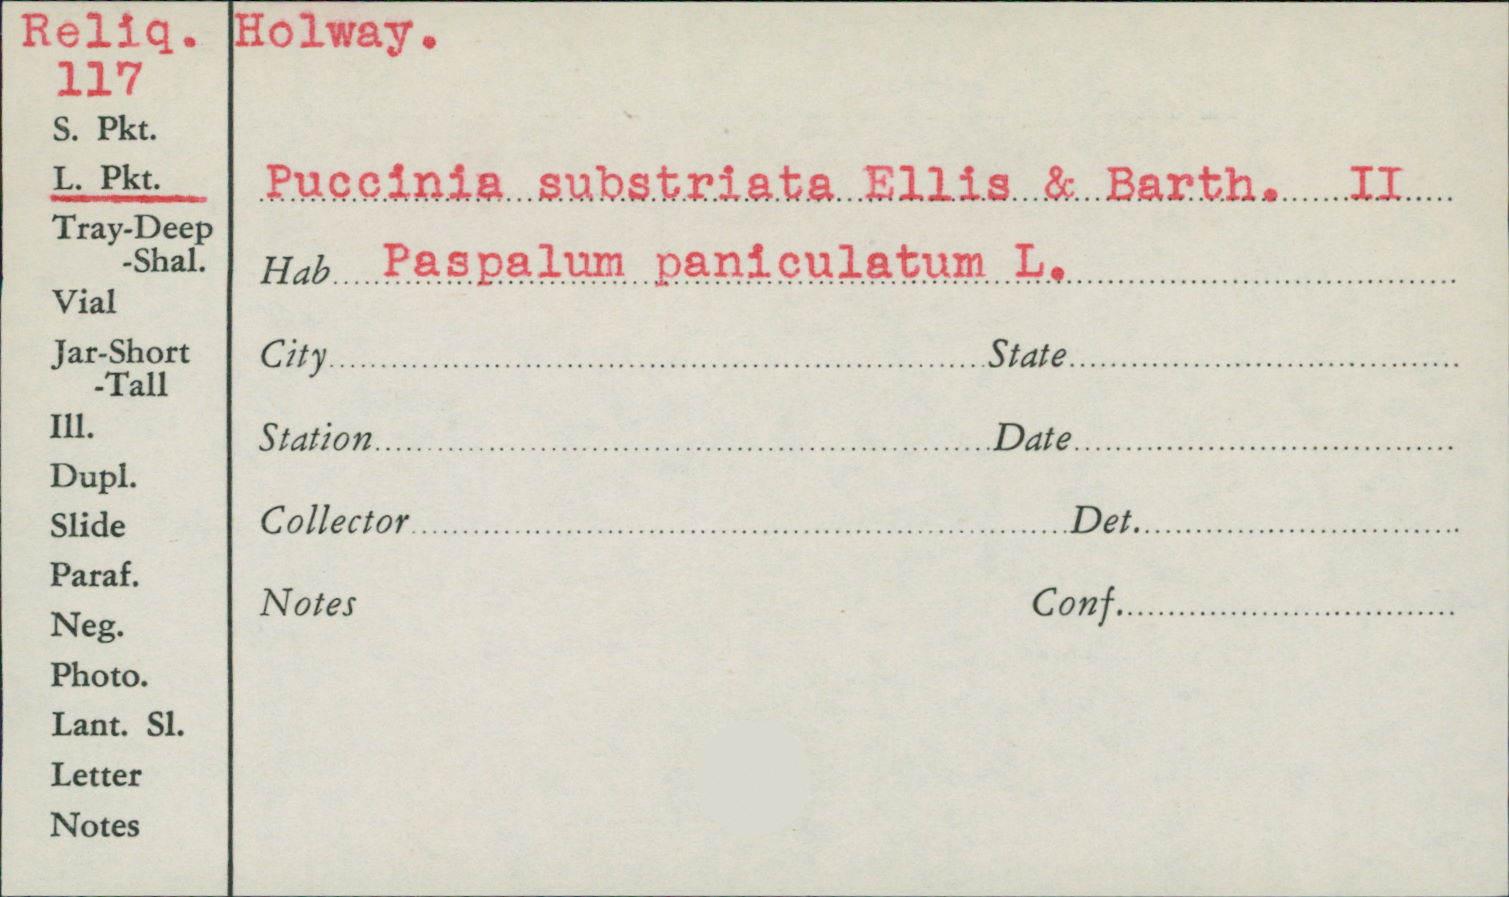 Reliq. Holway.
117
S. Pkt.
L. Pkt.
Tray-Deep
-Shal.
Vial
Jar-Short
-Tall
Ill.
Dupl.
Slide
Paraf.
Neg.
Photo.
Lant. Sl.
Letter
Notes
Puccinia substriata Ellis & Barth. II
Hab Paspalum paniculatum L.
City State
Station Date
Collector Det.
Notes Conf.